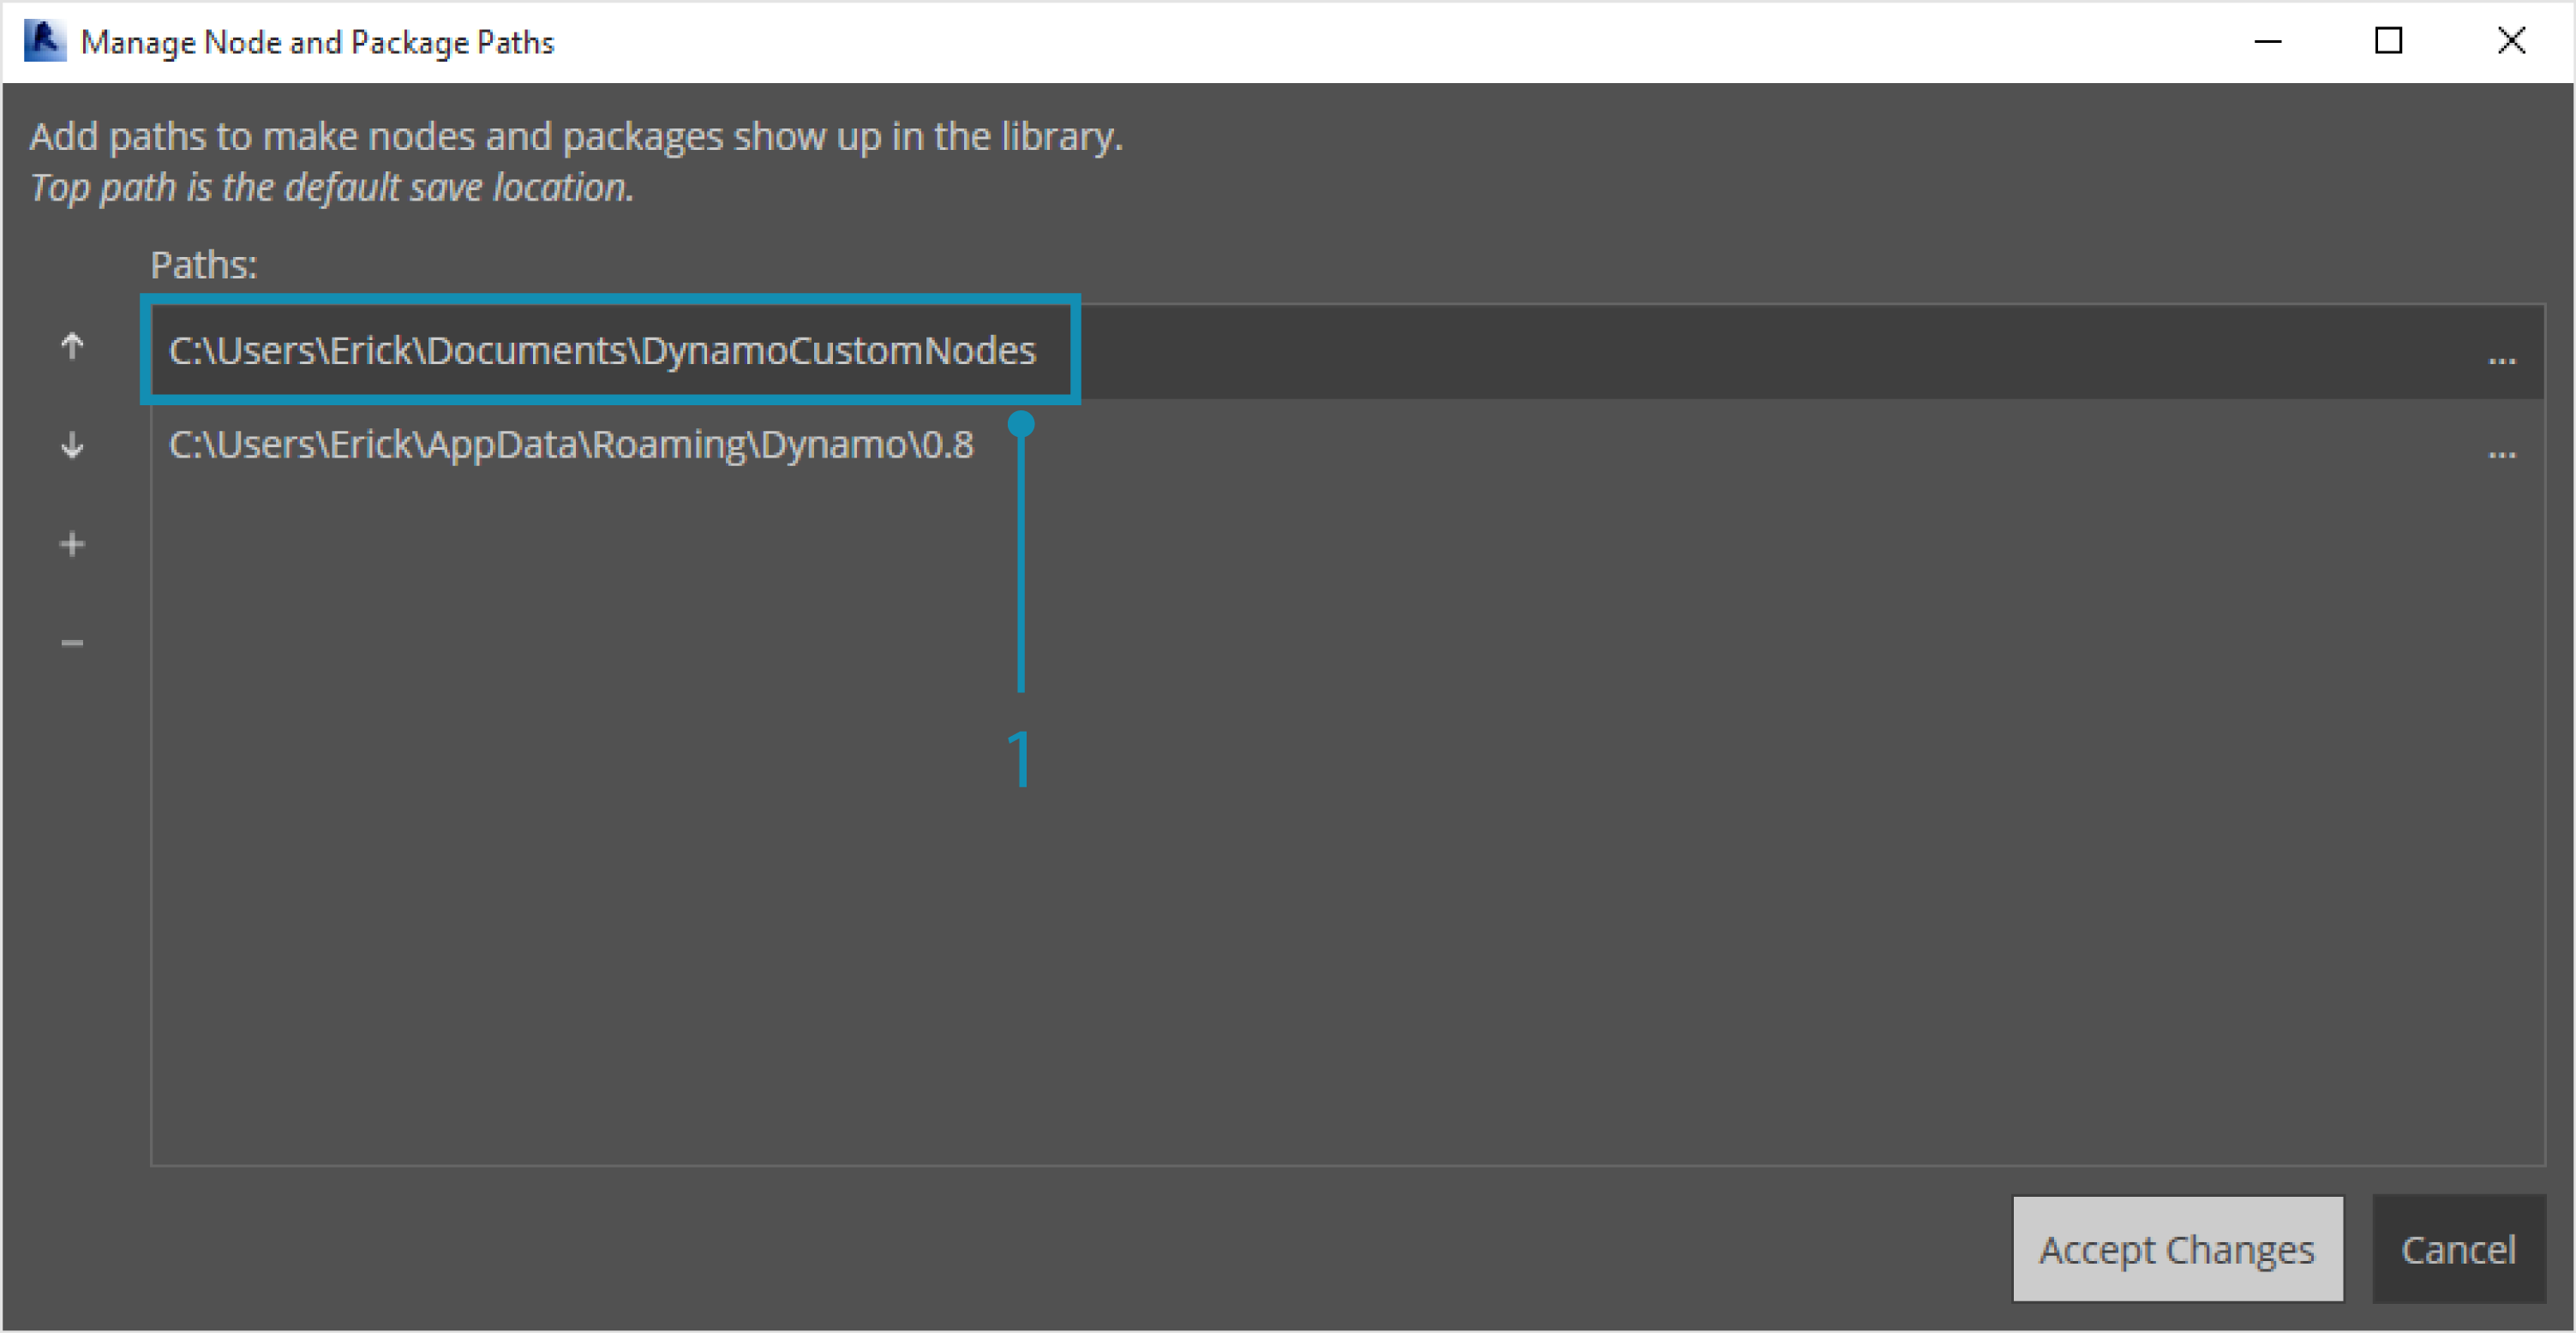 Manage Node and Package Paths
Add paths to make nodes and packages show up in the library.
Top path is the default save location.
Paths:
C:\Users\Erick\Documents\DynamoCustomNodes
...
C:\Users\Erick\AppData\Roaming\Dynamo\0.8
...
1
Accept Changes
Cancel